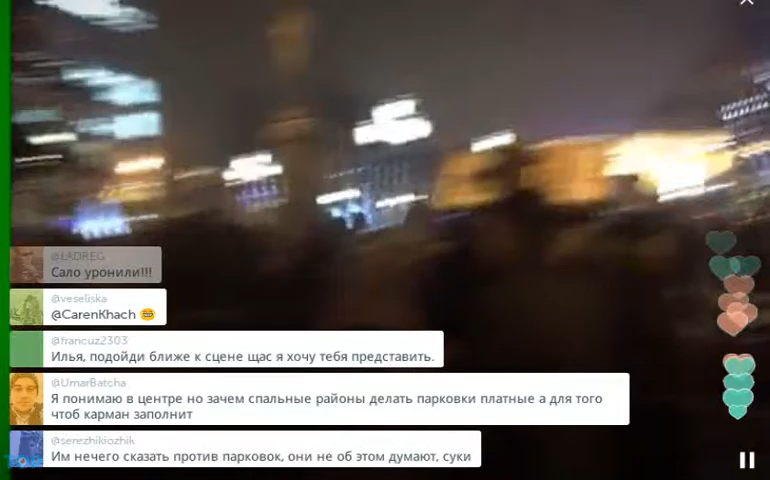 @ŁADREG
Сало уронили!!!
@veseliska
@CarenKhach
@francuz2303
Илья, подойди ближе к сцене щас я хочу тебя представить.
@UmarBatcha
Я понимаю в центре но зачем спальные районы делать парковки платные а для того
чтоб карман заполнит
@serezhikiozhik
Им нечего сказать против парковок, они не об этом думают, суки